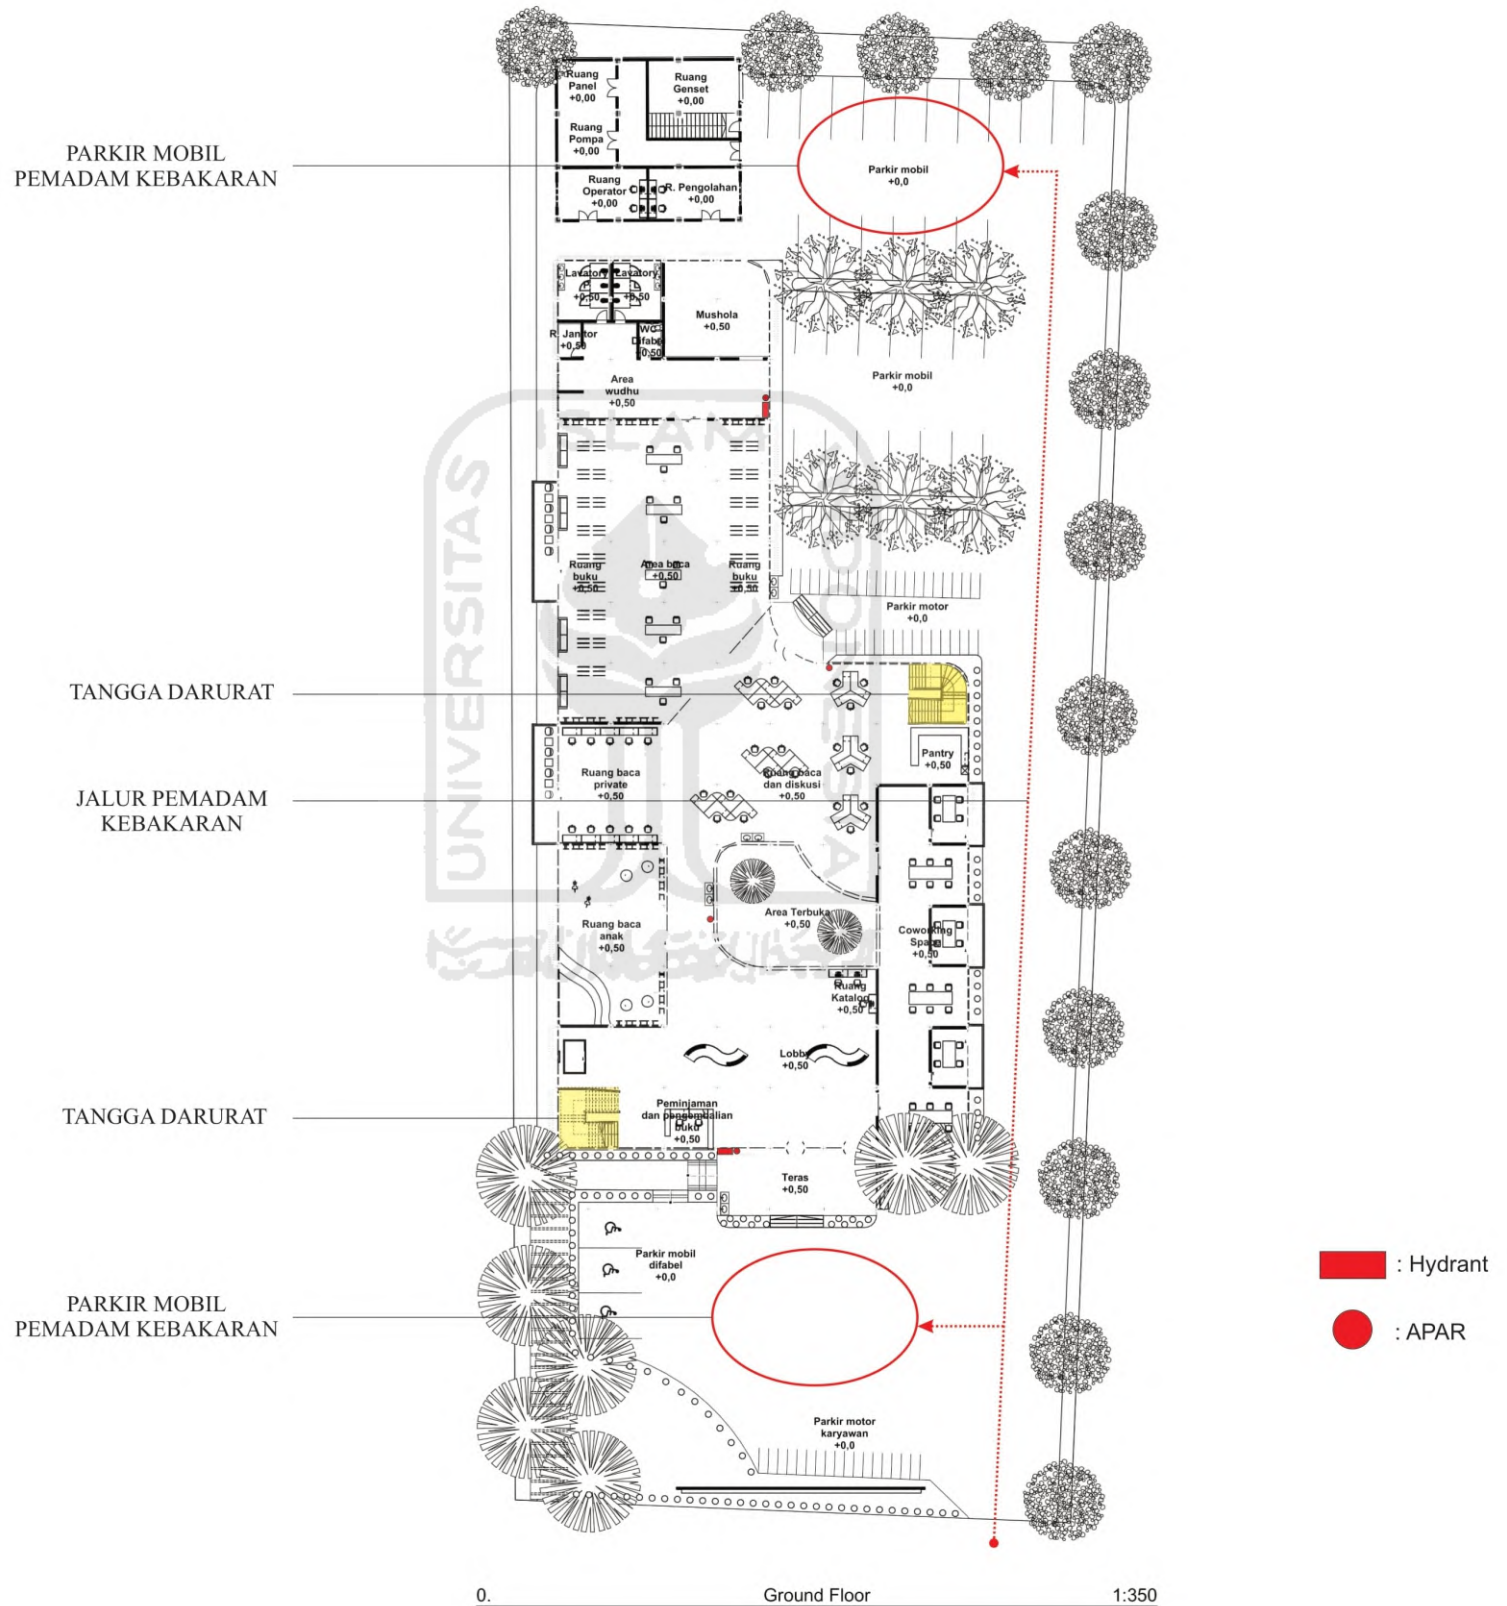 Ruang
Panel
+0,00
Ruang
Genset
+0,00
Ruang
Pompa
+0,00
PARKIR MOBIL
PEMADAM KEBAKARAN
Parkir mobil
+0,0
Ruang
Operator
+0,00
R. Pengolahan
+0,00
Lavatory
+0,50
Lavatory
+0,50
Mushola
+0,50
R. Janitor
+0,50
WC
Difabel
+0,50
Parkir mobil
+0,0
Area
wudhu
+0,50
ISLAM
UNIVERSITAS
Ruang
buku
+0,50
Area baca
+0,50
Ruang
buku
+0,50
Parkir motor
+0,0
TANGGA DARURAT
Pantry
+0,50
Ruang baca
private
+0,50
Ruang baca
dan diskusi
+0,50
JALUR PEMADAM
KEBAKARAN
Area Terbuka
+0,50
Ruang baca
anak
+0,50
Coworking
Space
+0,50
Ruang
Katalog
+0,50
Lobby
+0,50
TANGGA DARURAT
Peminjaman
dan pengembalian
buku
+0,50
Teras
+0,50
Parkir mobil
difabel
+0,0
PARKIR MOBIL
PEMADAM KEBAKARAN
: Hydrant
: APAR
Parkir motor
karyawan
+0,0
0.
Ground Floor
1:350